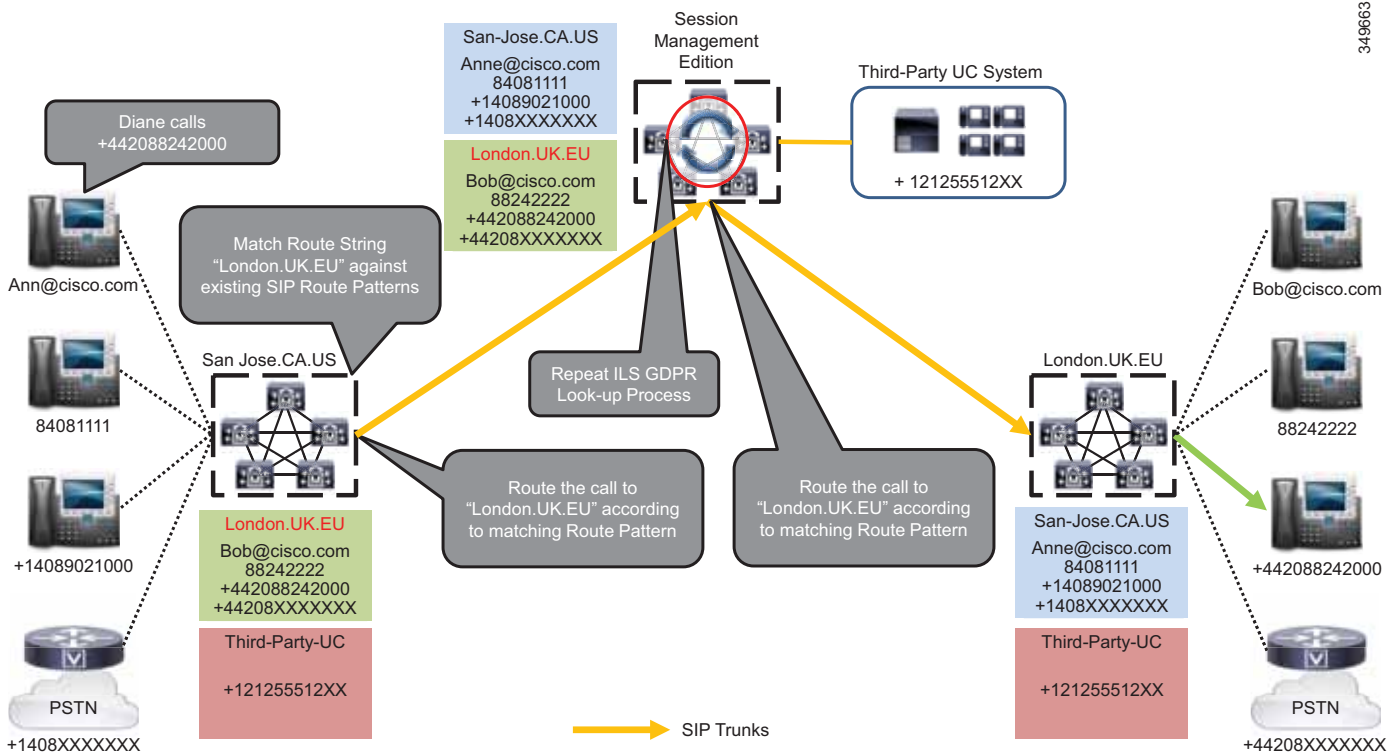 349663
Session
Management
Edition
San-Jose.CA.US
Anne@cisco.com
84081111
+14089021000
+1408XXXXXXX
London.UK.EU
Bob@cisco.com
88242222
+442088242000
+44208XXXXXXX
Third-Party UC System
+ 121255512XX
Diane calls
+442088242000
Match Route String
“London.UK.EU” against
existing SIP Route Patterns
Ann@cisco.com
84081111
+14089021000
PSTN
+1408XXXXXXX
San Jose.CA.US
London.UK.EU
Bob@cisco.com
88242222
+442088242000
+44208XXXXXXX
Third-Party-UC
+121255512XX
Repeat ILS GDPR
Look-up Process
Route the call to
“London.UK.EU” according
to matching Route Pattern
Route the call to
“London.UK.EU” according
to matching Route Pattern
London.UK.EU
San-Jose.CA.US
Anne@cisco.com
84081111
+14089021000
+1408XXXXXXX
Third-Party-UC
+121255512XX
Bob@cisco.com
88242222
+442088242000
PSTN
+44208XXXXXXX
SIP Trunks